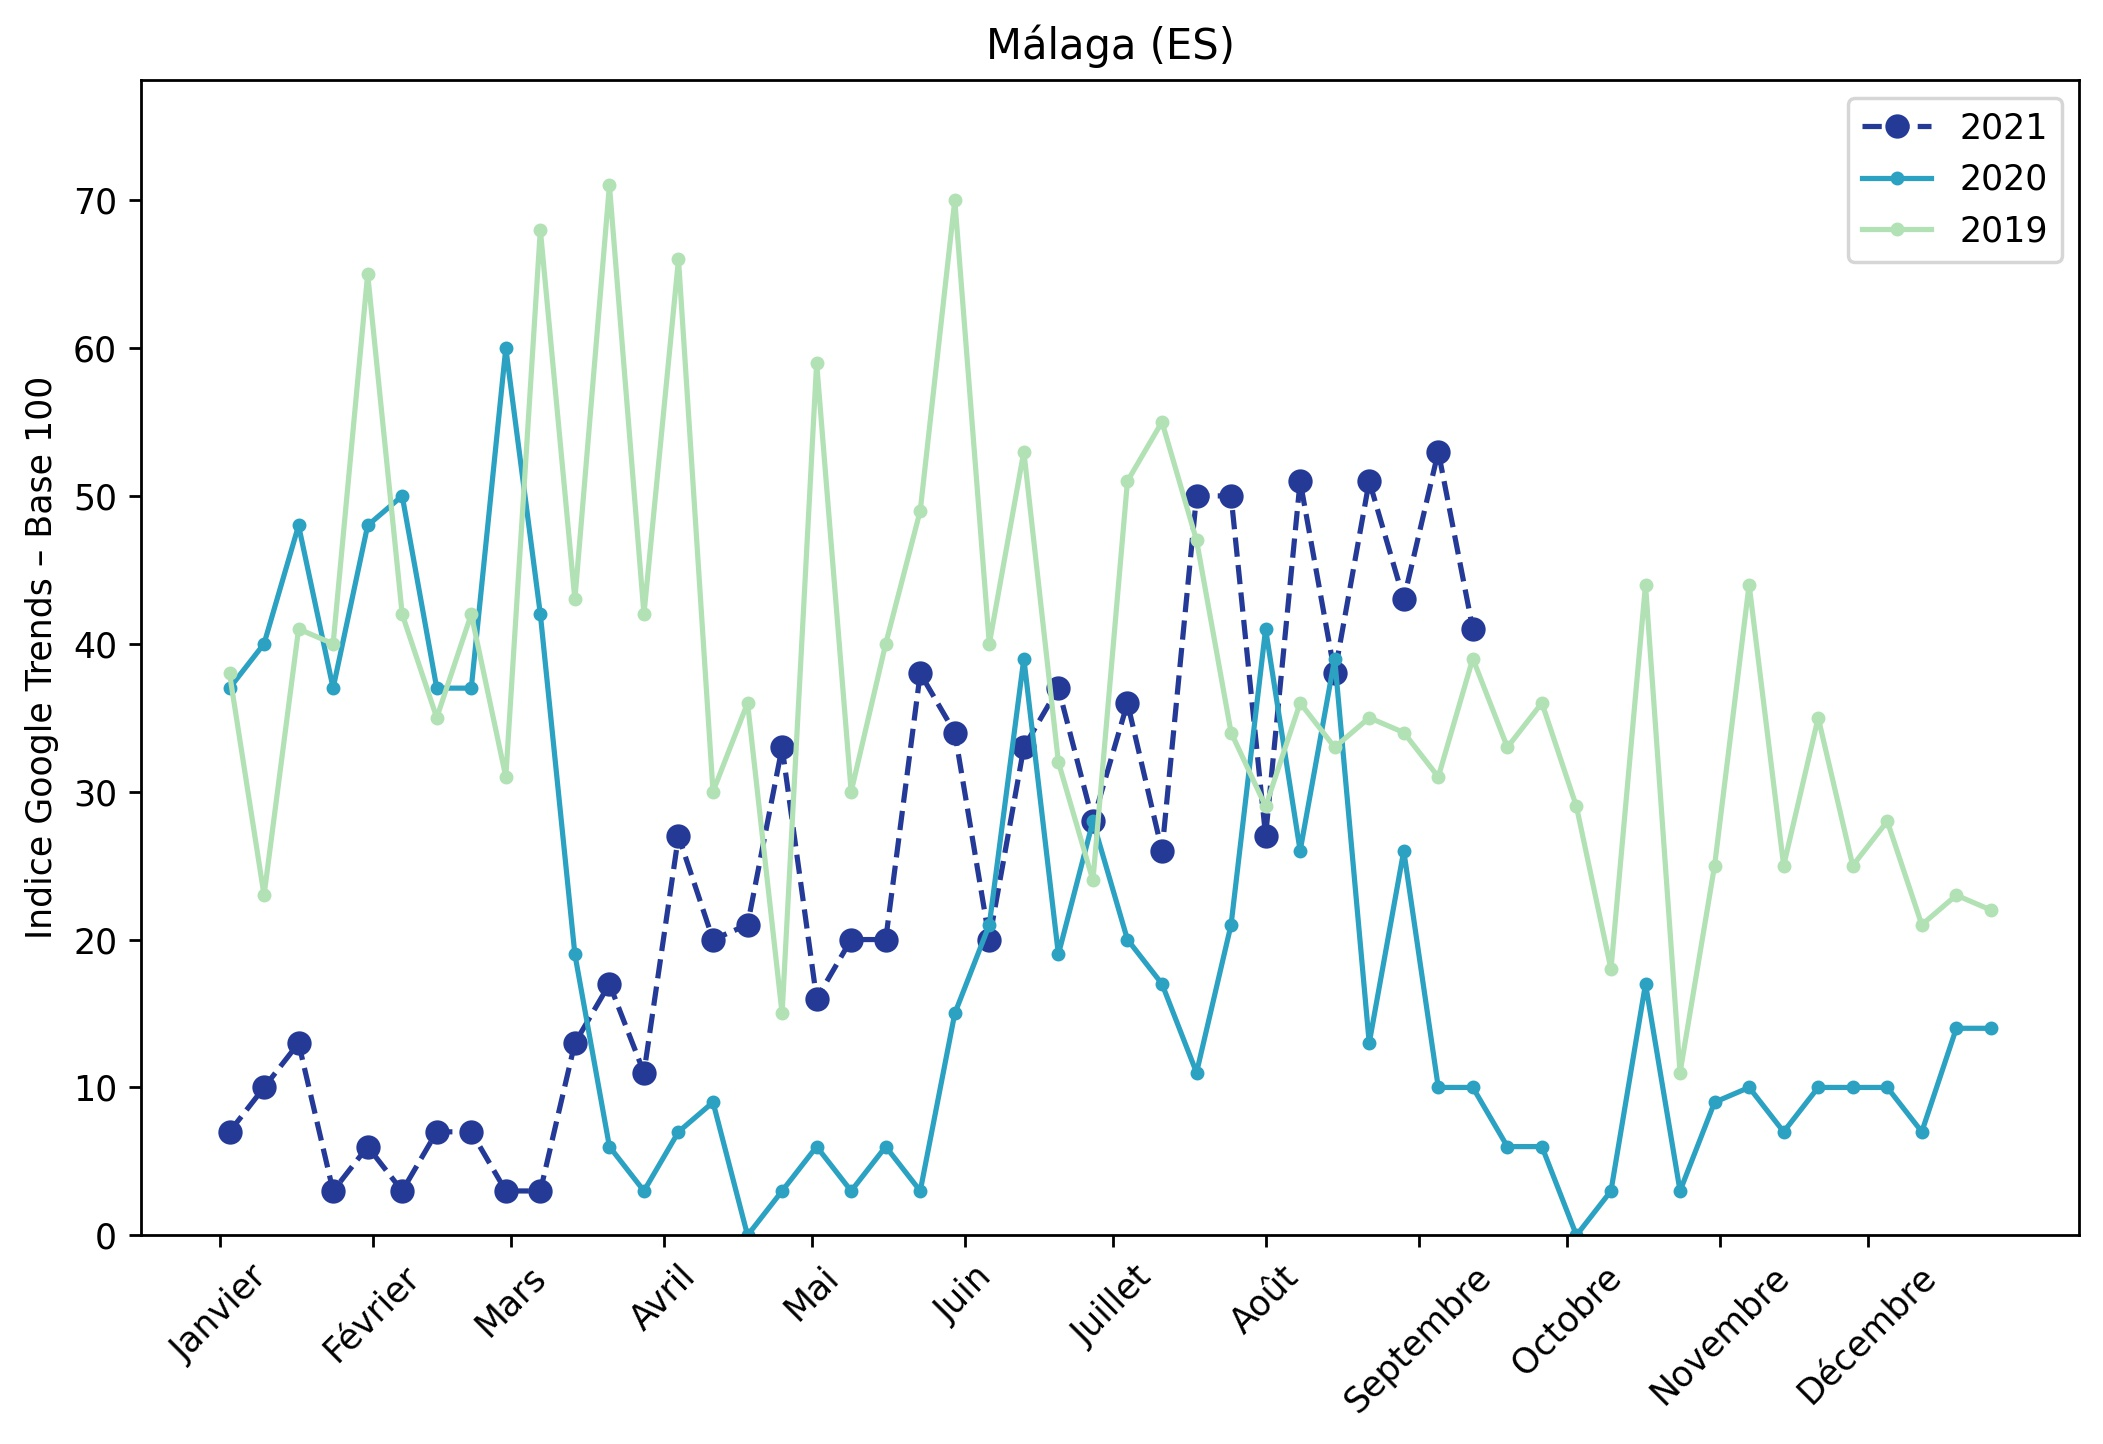 Málaga (ES)
Indice Google Trends – Base 100
70
60
50
40
30
20
10
0
2021
2020
2019
Janvier
Février
Mars
Avril
Mai
Juin
Juillet
Août
Septembre
Octobre
Novembre
Décembre